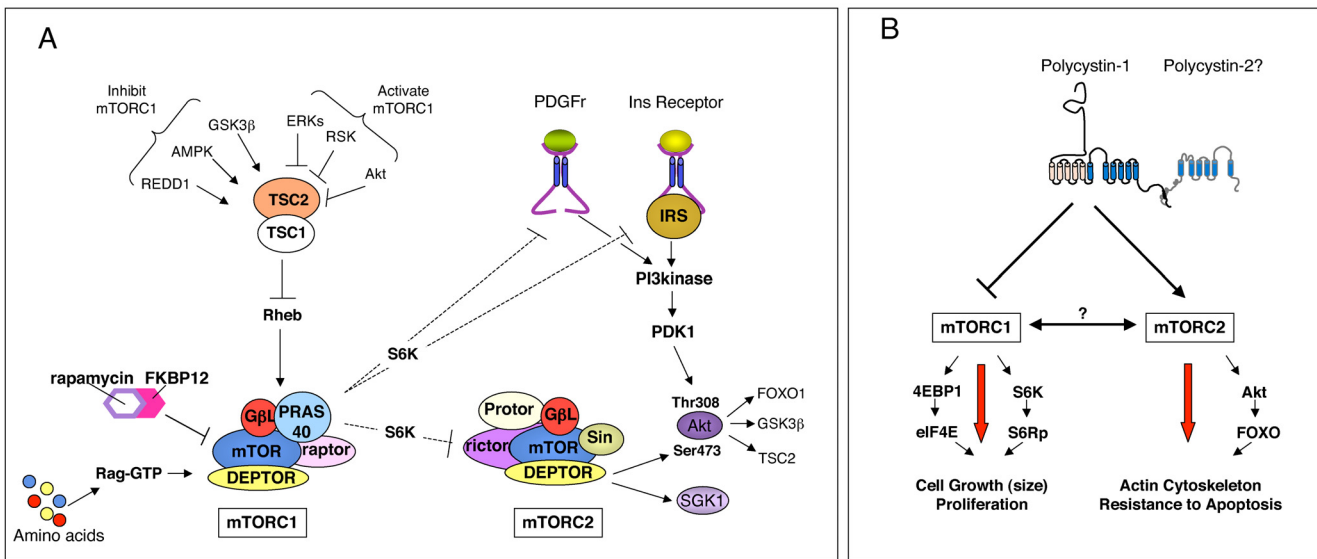 A
Inhibit
mTORC1
Activate
mTORC1
GSK3β
ERKs
RSK
AMPK
REDD1
Akt
TSC2
TSC1
Rheb
rapamycin
FKBP12
GβL
PRAS
40
mTOR
raptor
DEPTOR
Rag-GTP
Amino acids
mTORC1
S6K
S6K
PDGFr
Ins Receptor
IRS
PI3kinase
PDK1
Protor
GβL
rictor
mTOR
Sin
DEPTOR
mTORC2
Thr308
Akt
Ser473
SGK1
FOXO1
GSK3β
TSC2
B
Polycystin-1
Polycystin-2?
mTORC1
?
mTORC2
4EBP1
S6K
eIF4E
S6Rp
Akt
FOXO
Cell Growth (size)
Proliferation
Actin Cytoskeleton
Resistance to Apoptosis